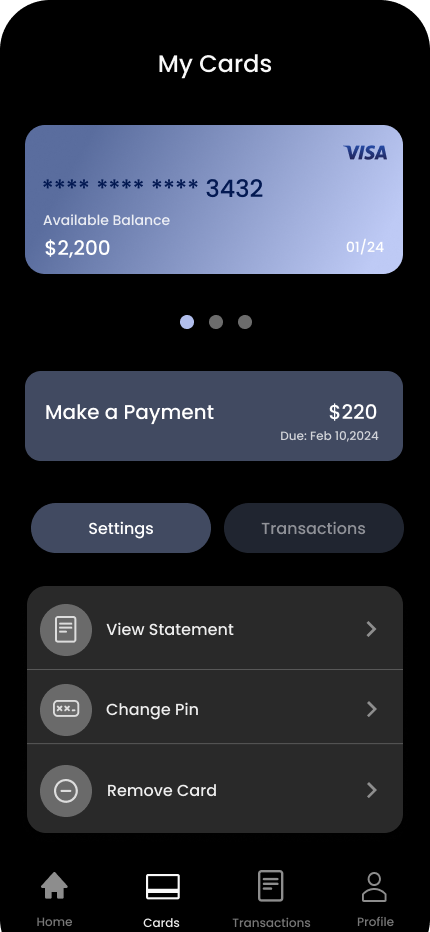 My Cards
VISA
**** **** **** 3432
Available Balance
$2,200
01/24
Make a Payment
$220
Due: Feb 10,2024
Settings
Transactions
View Statement
Change Pin
Remove Card
Home
Cards
Transactions
Profile